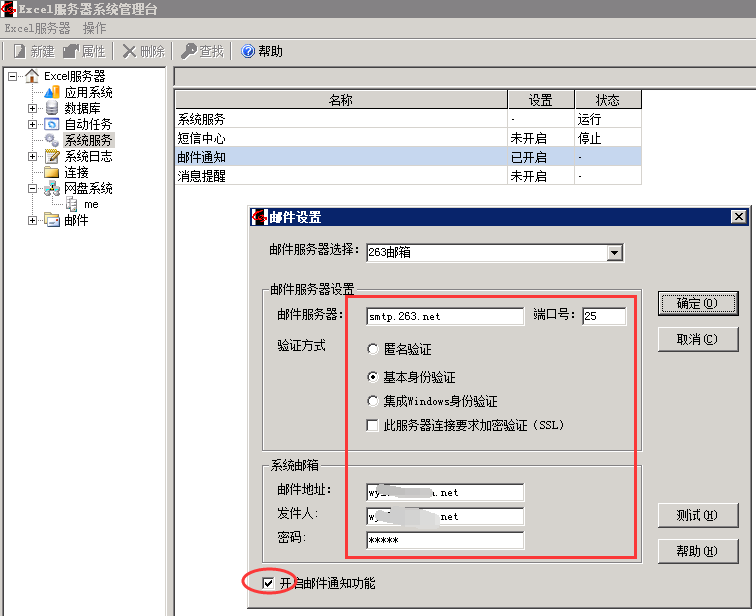 Excel服务器系统管理台
Excel服务器 操作
新建 属性 删除 查找 帮助
Excel服务器
应用系统
数据库
自动任务
系统服务
系统日志
连接
网盘系统
me
邮件
名称 设置 状态
系统服务 - 运行
短信中心 未开启 停止
邮件通知 已开启 -
消息提醒 未开启 -
邮件设置
邮件服务器选择: 263邮箱
邮件服务器设置
邮件服务器: smtp.263.net 端口号: 25
验证方式
匿名验证
基本身份验证
集成Windows身份验证
此服务器连接要求加密验证(SSL)
系统邮箱
邮件地址: .net
发件人: net
密码: *****
开启邮件通知功能
确定(O)
取消(C)
测试(H)
帮助(H)